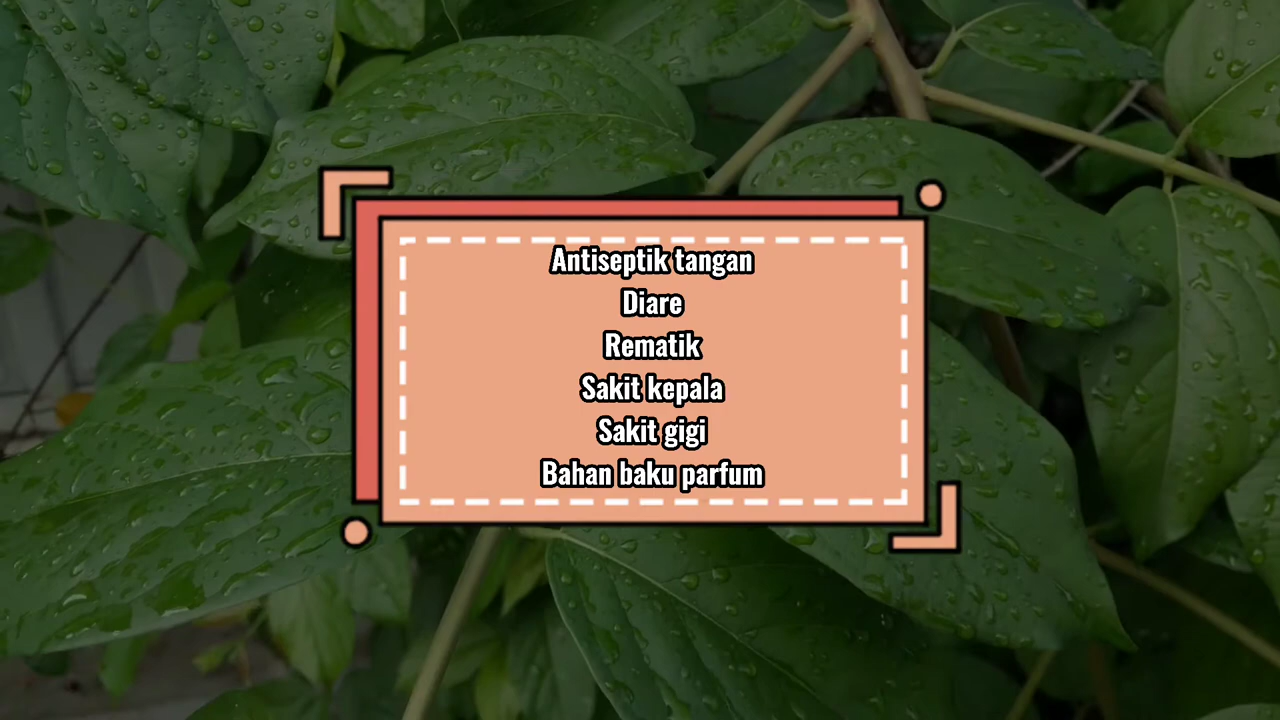 Antiseptik tangan
Diare
Rematik
Sakit kepala
Sakit gigi
Bahan baku parfum